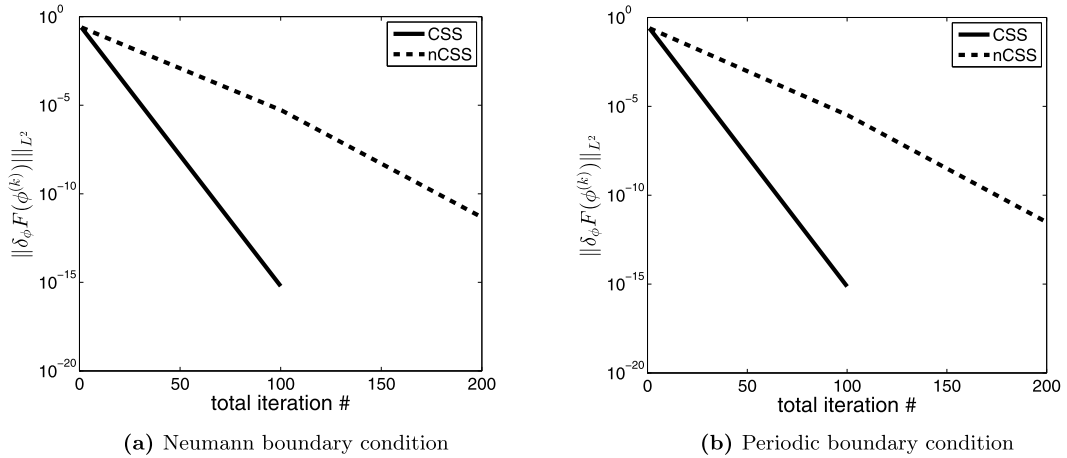 10^0
10^{-5}
10^{-10}
10^{-15}
10^{-20}
||δ_ϕ F(ϕ^{(k)})|||_{L^2}
0 50 100 150 200
total iteration #
CSS
nCSS
(a) Neumann boundary condition
10^0
10^{-5}
10^{-10}
10^{-15}
10^{-20}
||δ_ϕ F(ϕ^{(k)})||_{L^2}
0 50 100 150 200
total iteration #
CSS
nCSS
(b) Periodic boundary condition